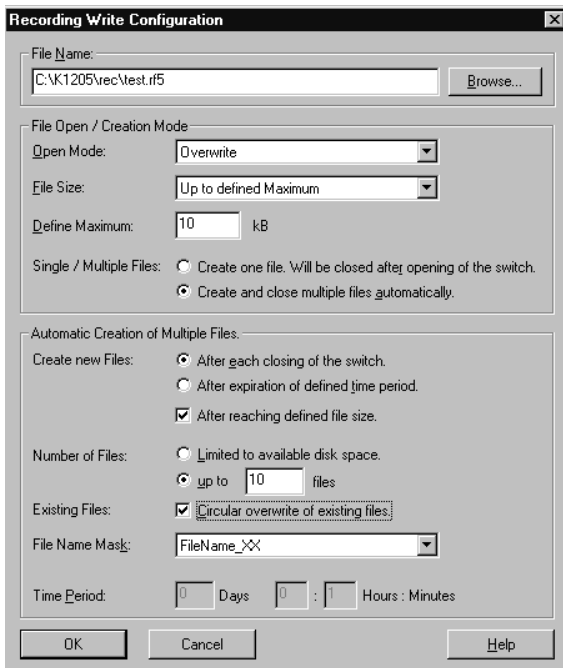 Recording Write Configuration
File Name:
C:\K1205\rec\test.rf5
Browse...
File Open / Creation Mode
Open Mode: Overwrite
File Size: Up to defined Maximum
Define Maximum: 10 kB
Single / Multiple Files: Create one file. Will be closed after opening of the switch.
Create and close multiple files automatically.
Automatic Creation of Multiple Files.
Create new Files: After each closing of the switch.
After expiration of defined time period.
After reaching defined file size.
Number of Files: Limited to available disk space.
up to 10 files
Existing Files: Circular overwrite of existing files.
File Name Mask: FileName_XX
Time Period: 0 Days 0 : 1 Hours : Minutes
OK Cancel Help